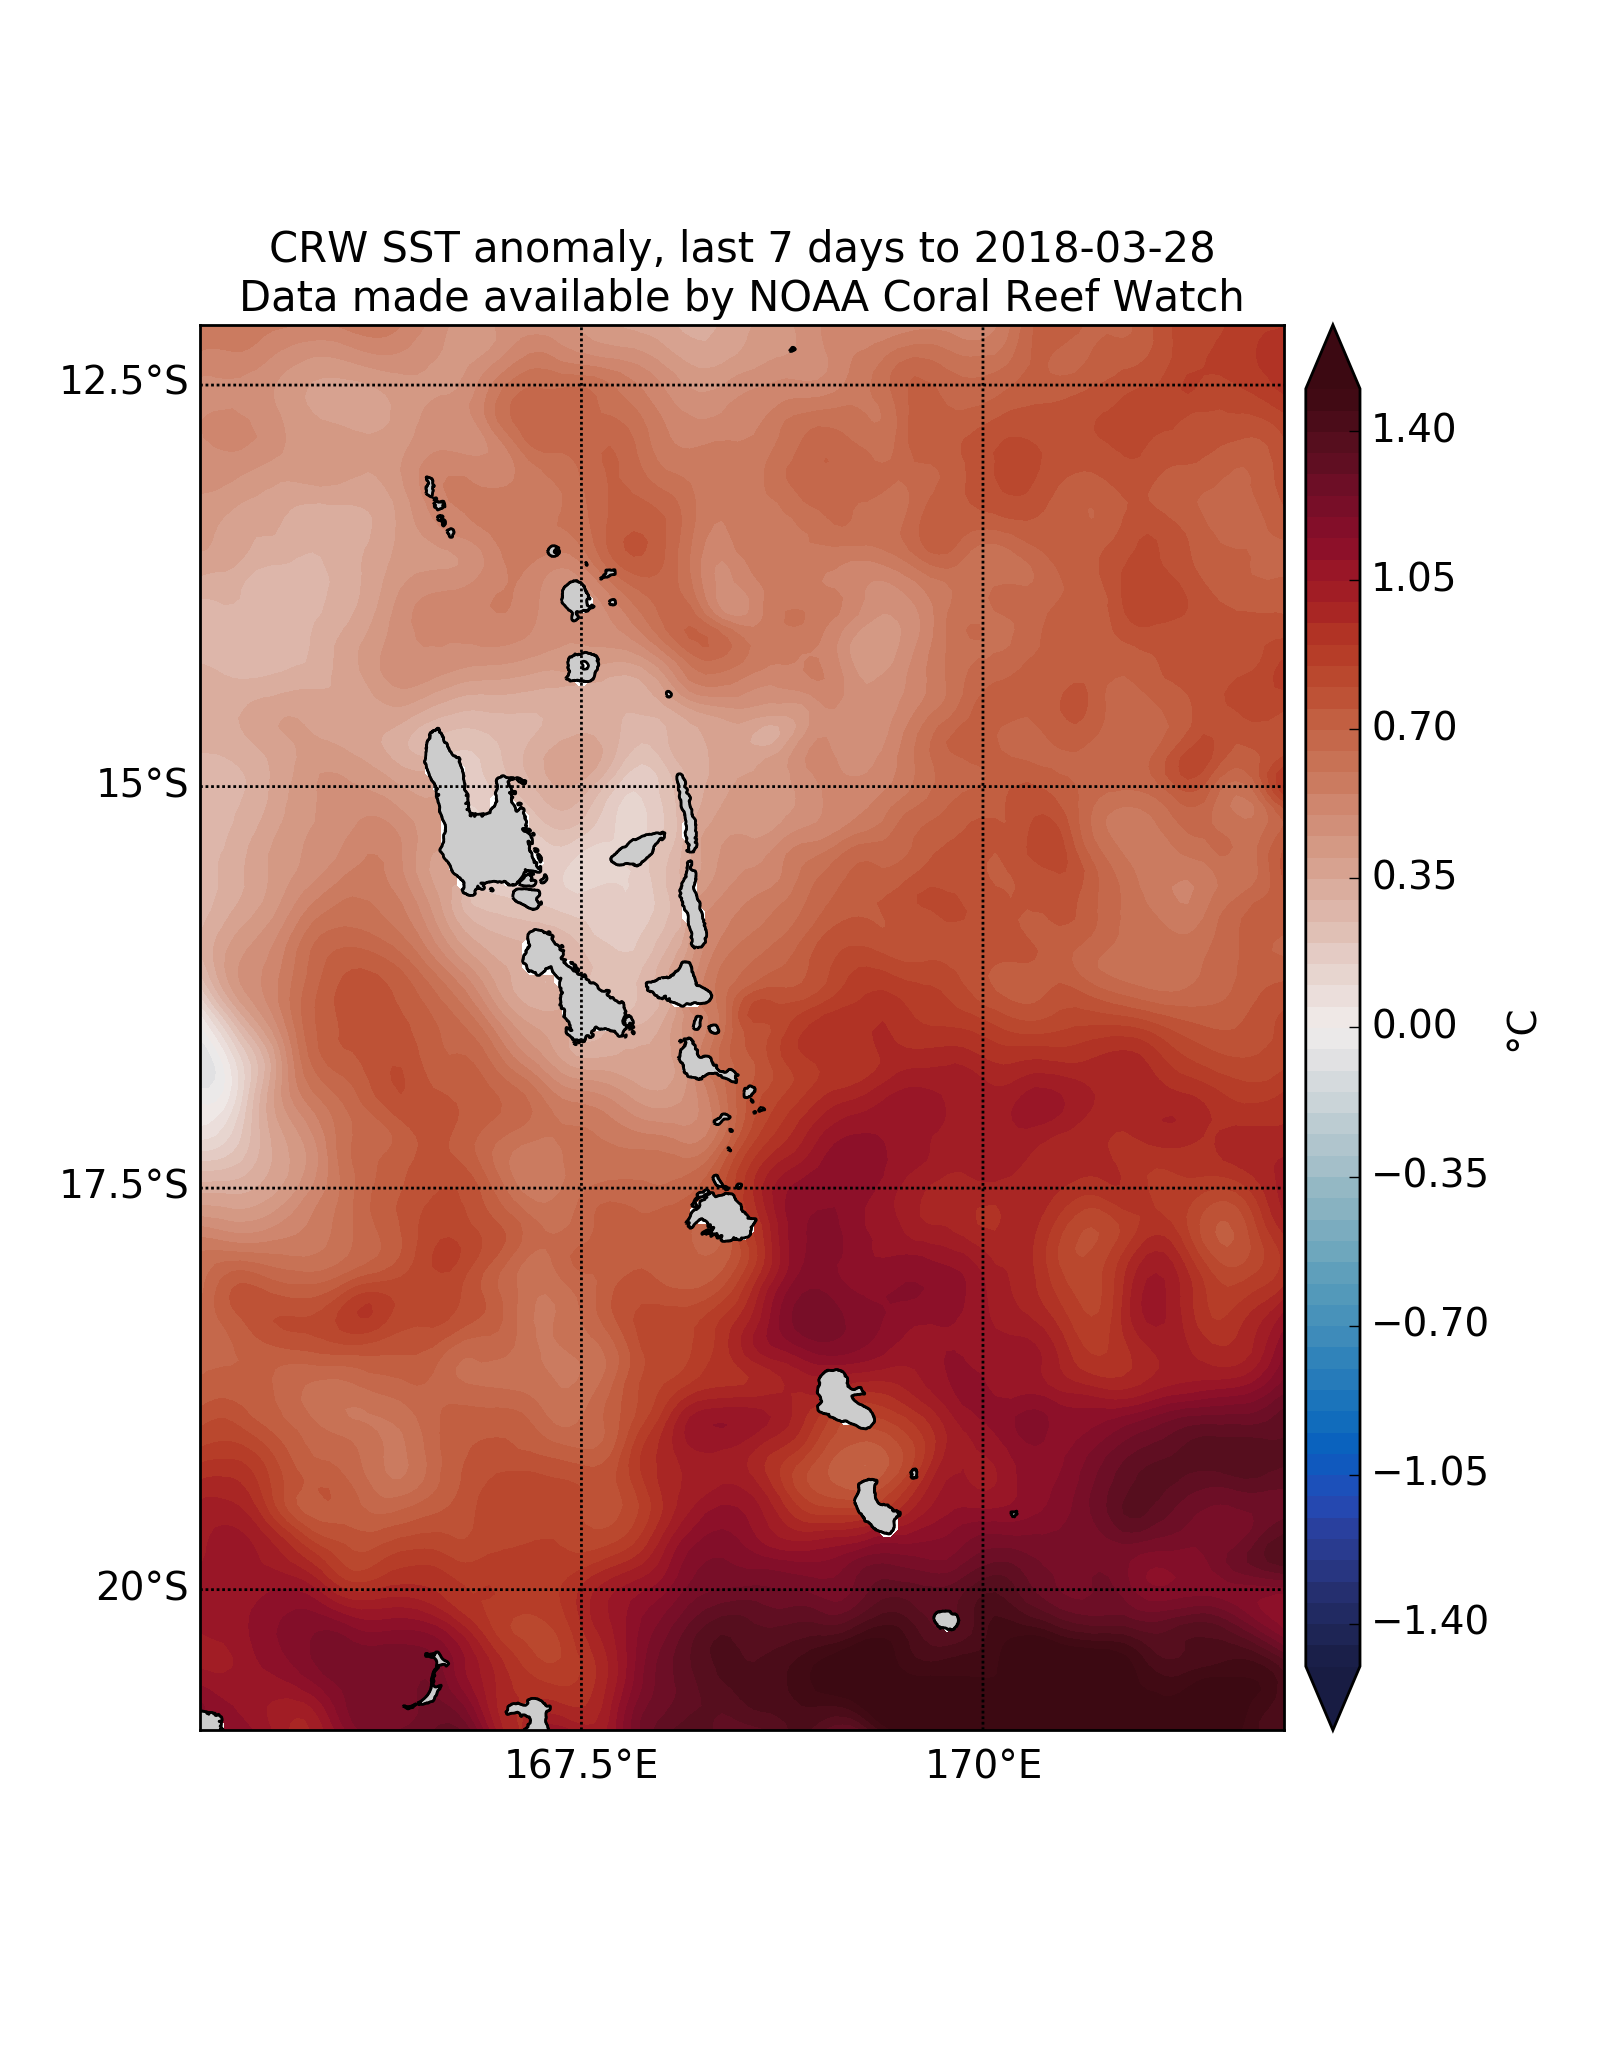 CRW SST anomaly, last 7 days to 2018-03-28
Data made available by NOAA Coral Reef Watch
12.5°S
15°S
17.5°S
20°S
167.5°E
170°E
1.40
1.05
0.70
0.35
0.00
−0.35
−0.70
−1.05
−1.40
°C